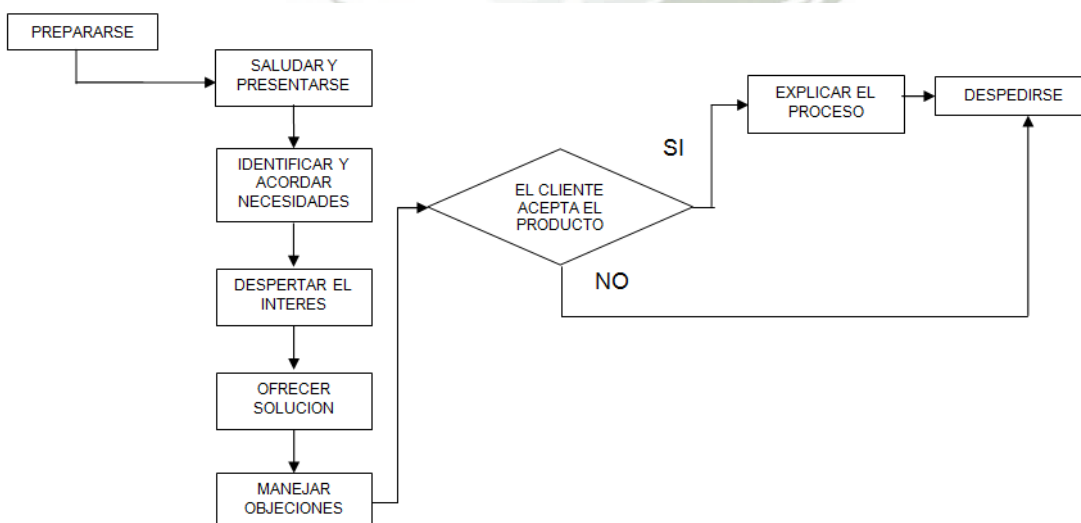 PREPARARSE
SALUDAR Y
PRESENTARSE
IDENTIFICAR Y
ACORDAR
NECESIDADES
DESPERTAR EL
INTERES
OFRECER
SOLUCION
MANEJAR
OBJECIONES
EL CLIENTE
ACEPTA EL
PRODUCTO
SI
NO
EXPLICAR EL
PROCESO
DESPEDIRSE